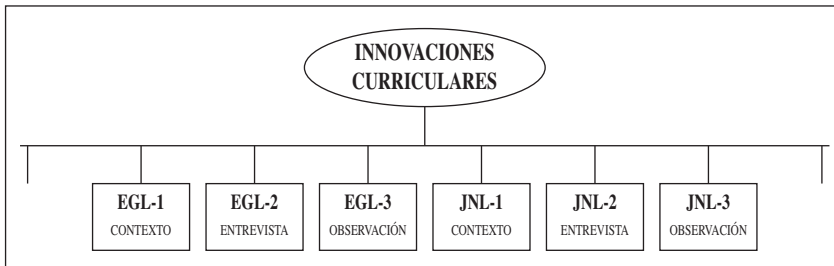 INNOVACIONES
CURRICULARES
EGL-1 EGL-2 EGL-3 JNL-1 JNL-2 JNL-3
CONTEXTO ENTREVISTA OBSERVACIÓN CONTEXTO ENTREVISTA OBSERVACIÓN